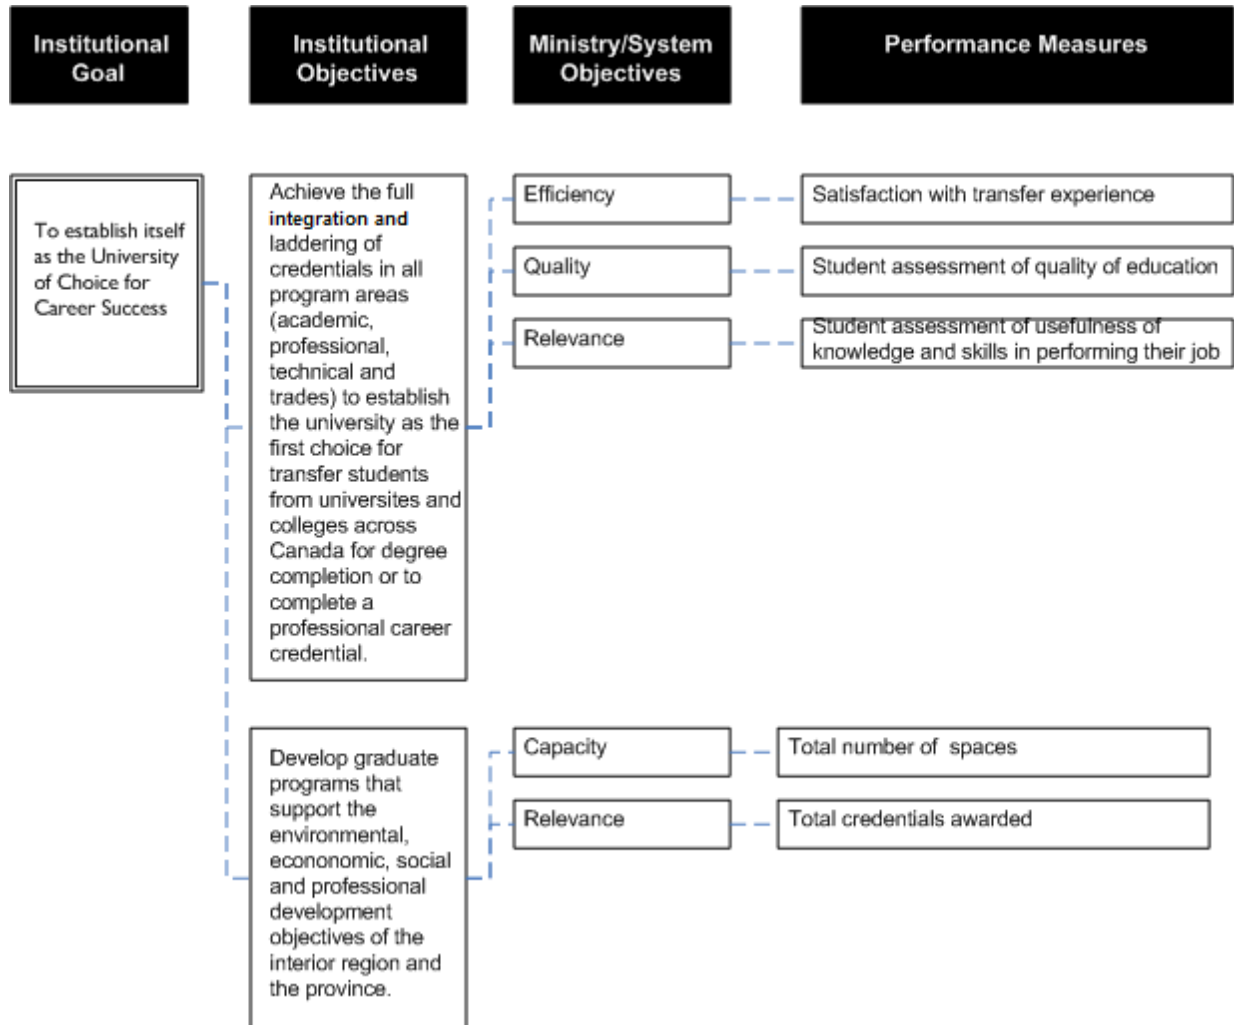 Institutional
Goal
Institutional
Objectives
Ministry/System
Objectives
Performance Measures
To establish itself
as the University
of Choice for
Career Success
Achieve the full
integration and
laddering of
credentials in all
program areas
(academic,
professional,
technical and
trades) to establish
the university as the
first choice for
transfer students
from universites and
colleges across
Canada for degree
completion or to
complete a
professional career
credential.
Efficiency
Satisfaction with transfer experience
Quality
Student assessment of quality of education
Relevance
Student assessment of usefulness of
knowledge and skills in performing their job
Develop graduate
programs that
support the
environmental,
econonomic, social
and professional
development
objectives of the
interior region and
the province.
Capacity
Total number of spaces
Relevance
Total credentials awarded